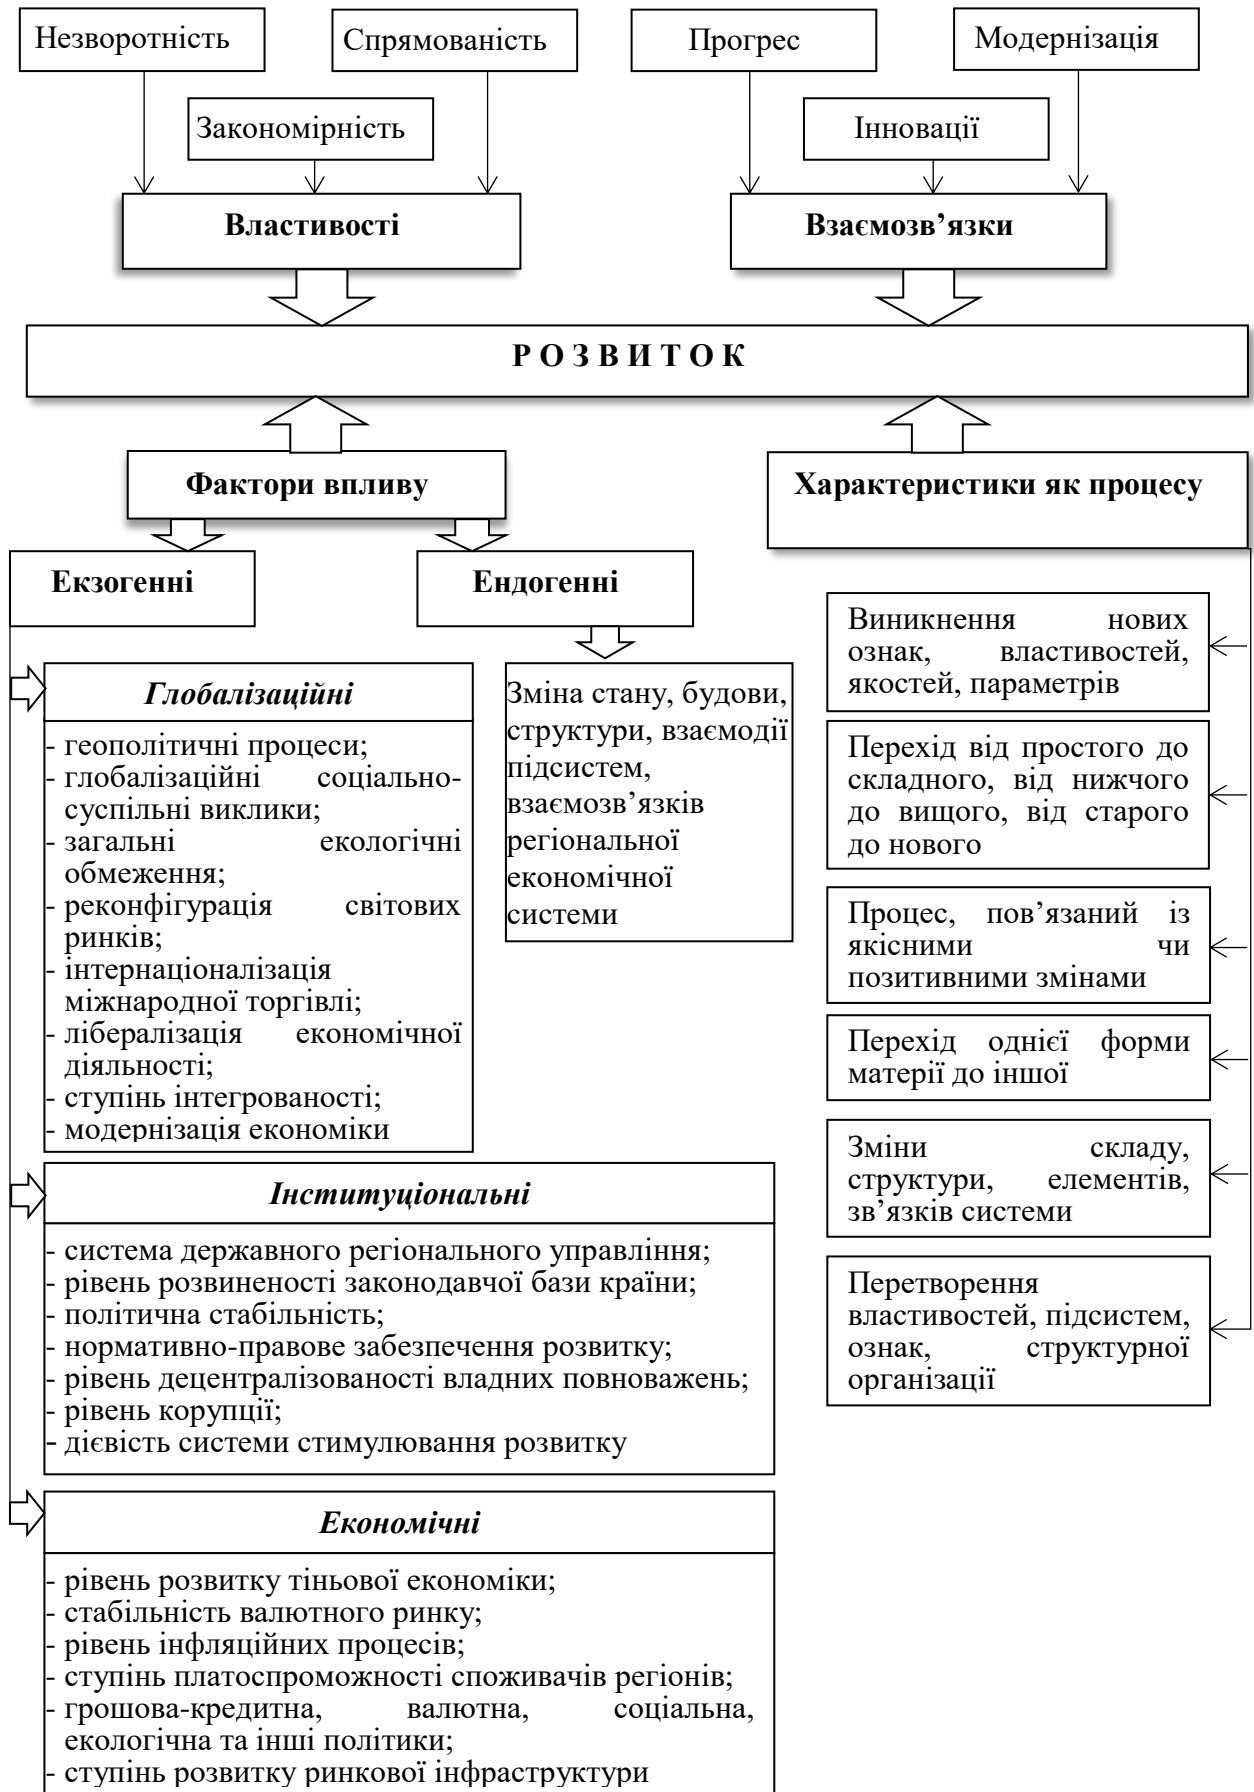 Незворотність
Спрямованість
Прогрес
Модернізація
Закономірність
Інновації
Властивості
Взаємозв’язки
Р О З В И Т О К
Фактори впливу
Характеристики як процесу
Екзогенні
Ендогенні
Глобалізаційні
- геополітичні процеси;
- глобалізаційні соціально-
суспільні виклики;
- загальні екологічні
обмеження;
- реконфігурація світових
ринків;
- інтернаціоналізація
міжнародної торгівлі;
- лібералізація економічної
діяльності;
- ступінь інтегрованості;
- модернізація економіки
Зміна стану, будови,
структури, взаємодії
підсистем,
взаємозв’язків
регіональної
економічної
системи
Виникнення нових
ознак, властивостей,
якостей, параметрів
Перехід від простого до
складного, від нижчого
до вищого, від старого
до нового
Процес, пов’язаний із
якісними чи
позитивними змінами
Перехід однієї форми
матерії до іншої
Зміни складу,
структури, елементів,
зв’язків системи
Перетворення
властивостей, підсистем,
ознак, структурної
організації
Інституціональні
- система державного регіонального управління;
- рівень розвиненості законодавчої бази країни;
- політична стабільність;
- нормативно-правове забезпечення розвитку;
- рівень децентралізованості владних повноважень;
- рівень корупції;
- дієвість системи стимулювання розвитку
Економічні
- рівень розвитку тіньової економіки;
- стабільність валютного ринку;
- рівень інфляційних процесів;
- ступінь платоспроможності споживачів регіонів;
- грошова-кредитна, валютна, соціальна,
екологічна та інші політики;
- ступінь розвитку ринкової інфраструктури